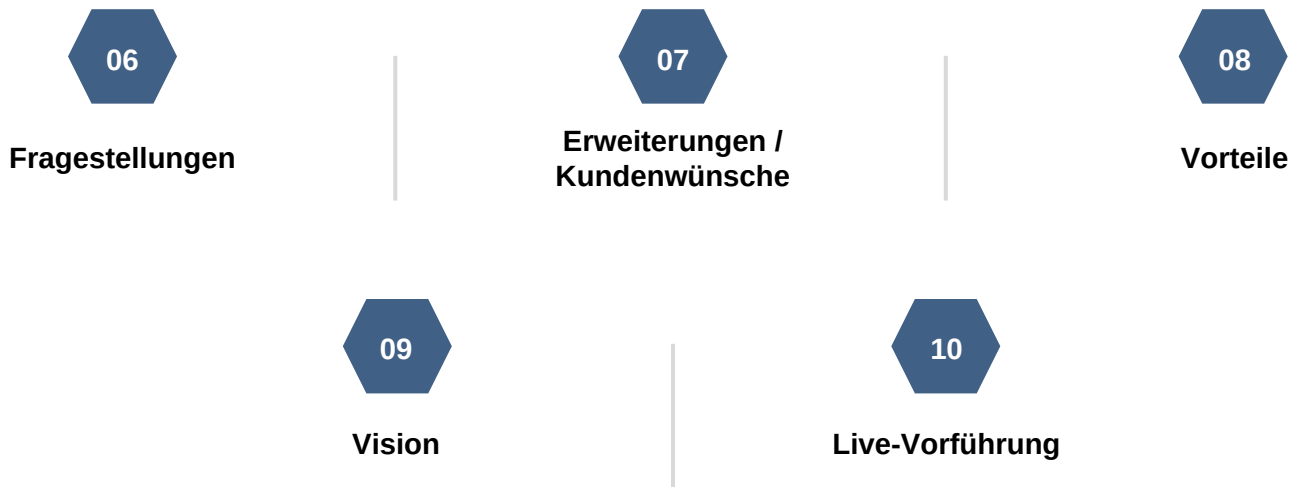 06
Fragestellungen
07
Erweiterungen /
Kundenwünsche
08
Vorteile
09
Vision
10
Live-Vorführung